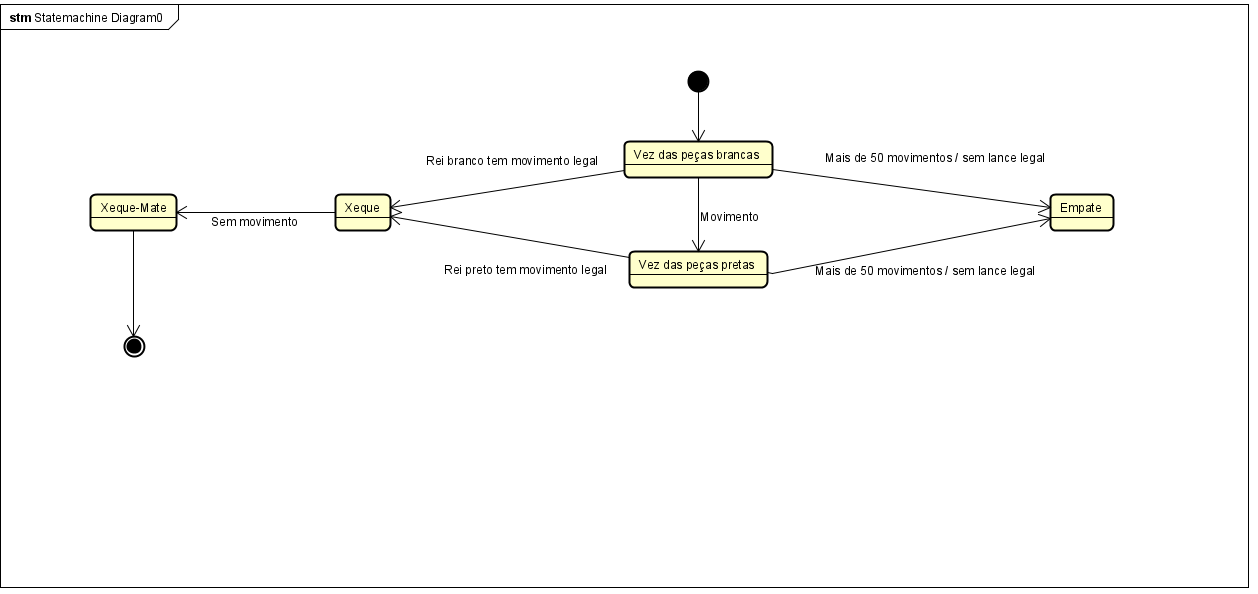 stm Statemachine Diagram0
Vez das peças brancas
Rei branco tem movimento legal
Mais de 50 movimentos / sem lance legal
Xeque-Mate
Xeque
Empate
Sem movimento
Movimento
Vez das peças pretas
Rei preto tem movimento legal
Mais de 50 movimentos / sem lance legal